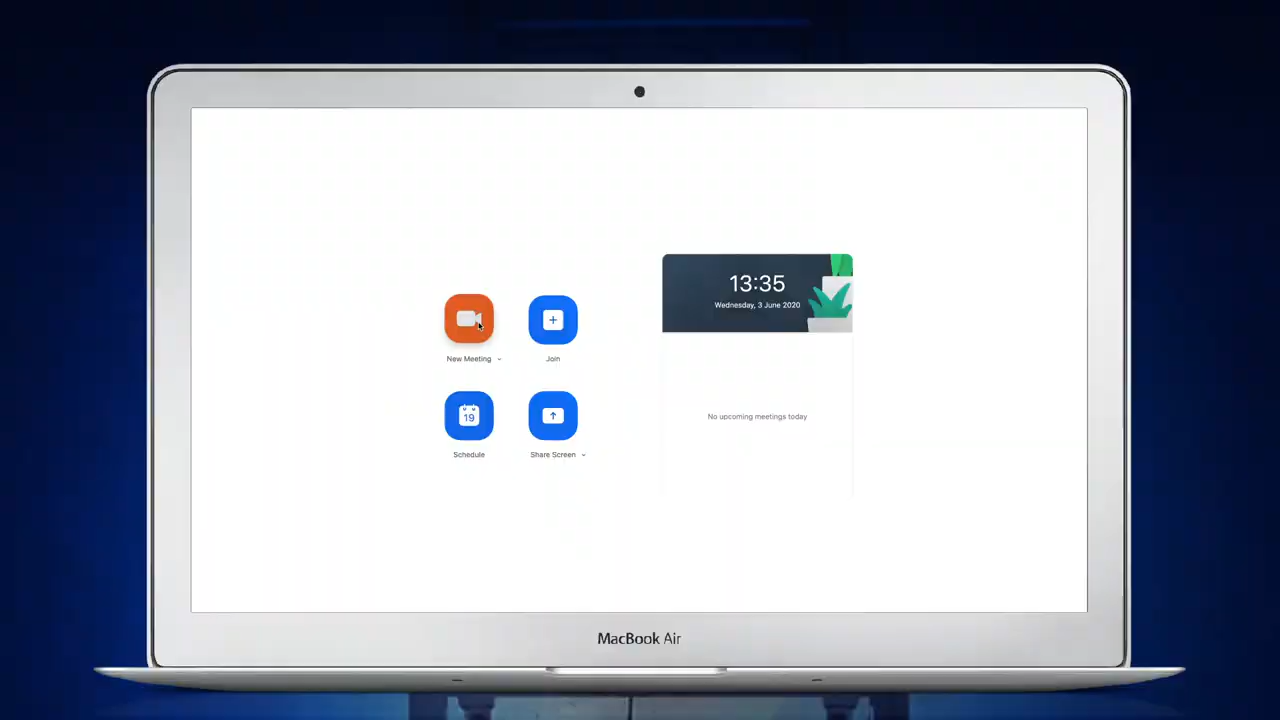 New Meeting
Join
19
Schedule
Share Screen
13:35
Wednesday, 3 June 2020
No upcoming meetings today
MacBook Air